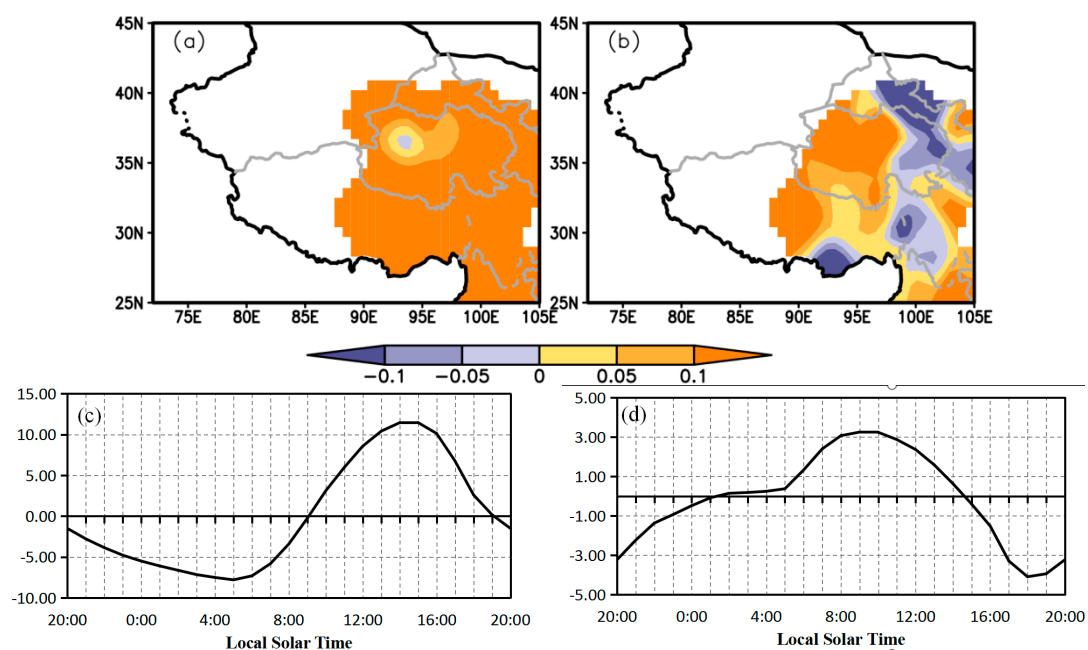 (a)
45N
40N
35N
30N
25N
75E 80E 85E 90E 95E 100E 105E
(b)
45N
40N
35N
30N
25N
75E 80E 85E 90E 95E 100E 105E
−0.1 −0.05 0 0.05 0.1
(c)
15.00
10.00
5.00
0.00
-5.00
-10.00
20:00 0:00 4:00 8:00 12:00 16:00 20:00
Local Solar Time
(d)
5.00
3.00
1.00
-1.00
-3.00
-5.00
20:00 0:00 4:00 8:00 12:00 16:00 20:00
Local Solar Time